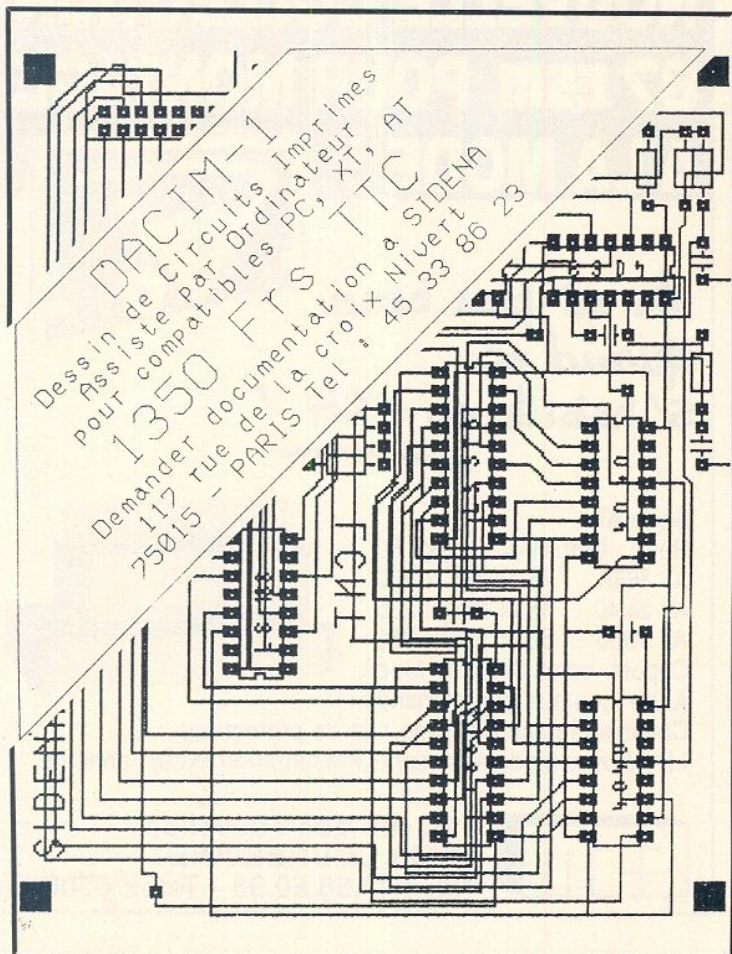 DACIM-1
Dessin de Circuits Imprimes
Assiste Par Ordinateur
pour compatibles PC, XT, AT
1350 Frs TTC
Demander documentation a SIDENA
117 rue de la croix Nivert
75015 - PARIS Tel : 45 33 86 23